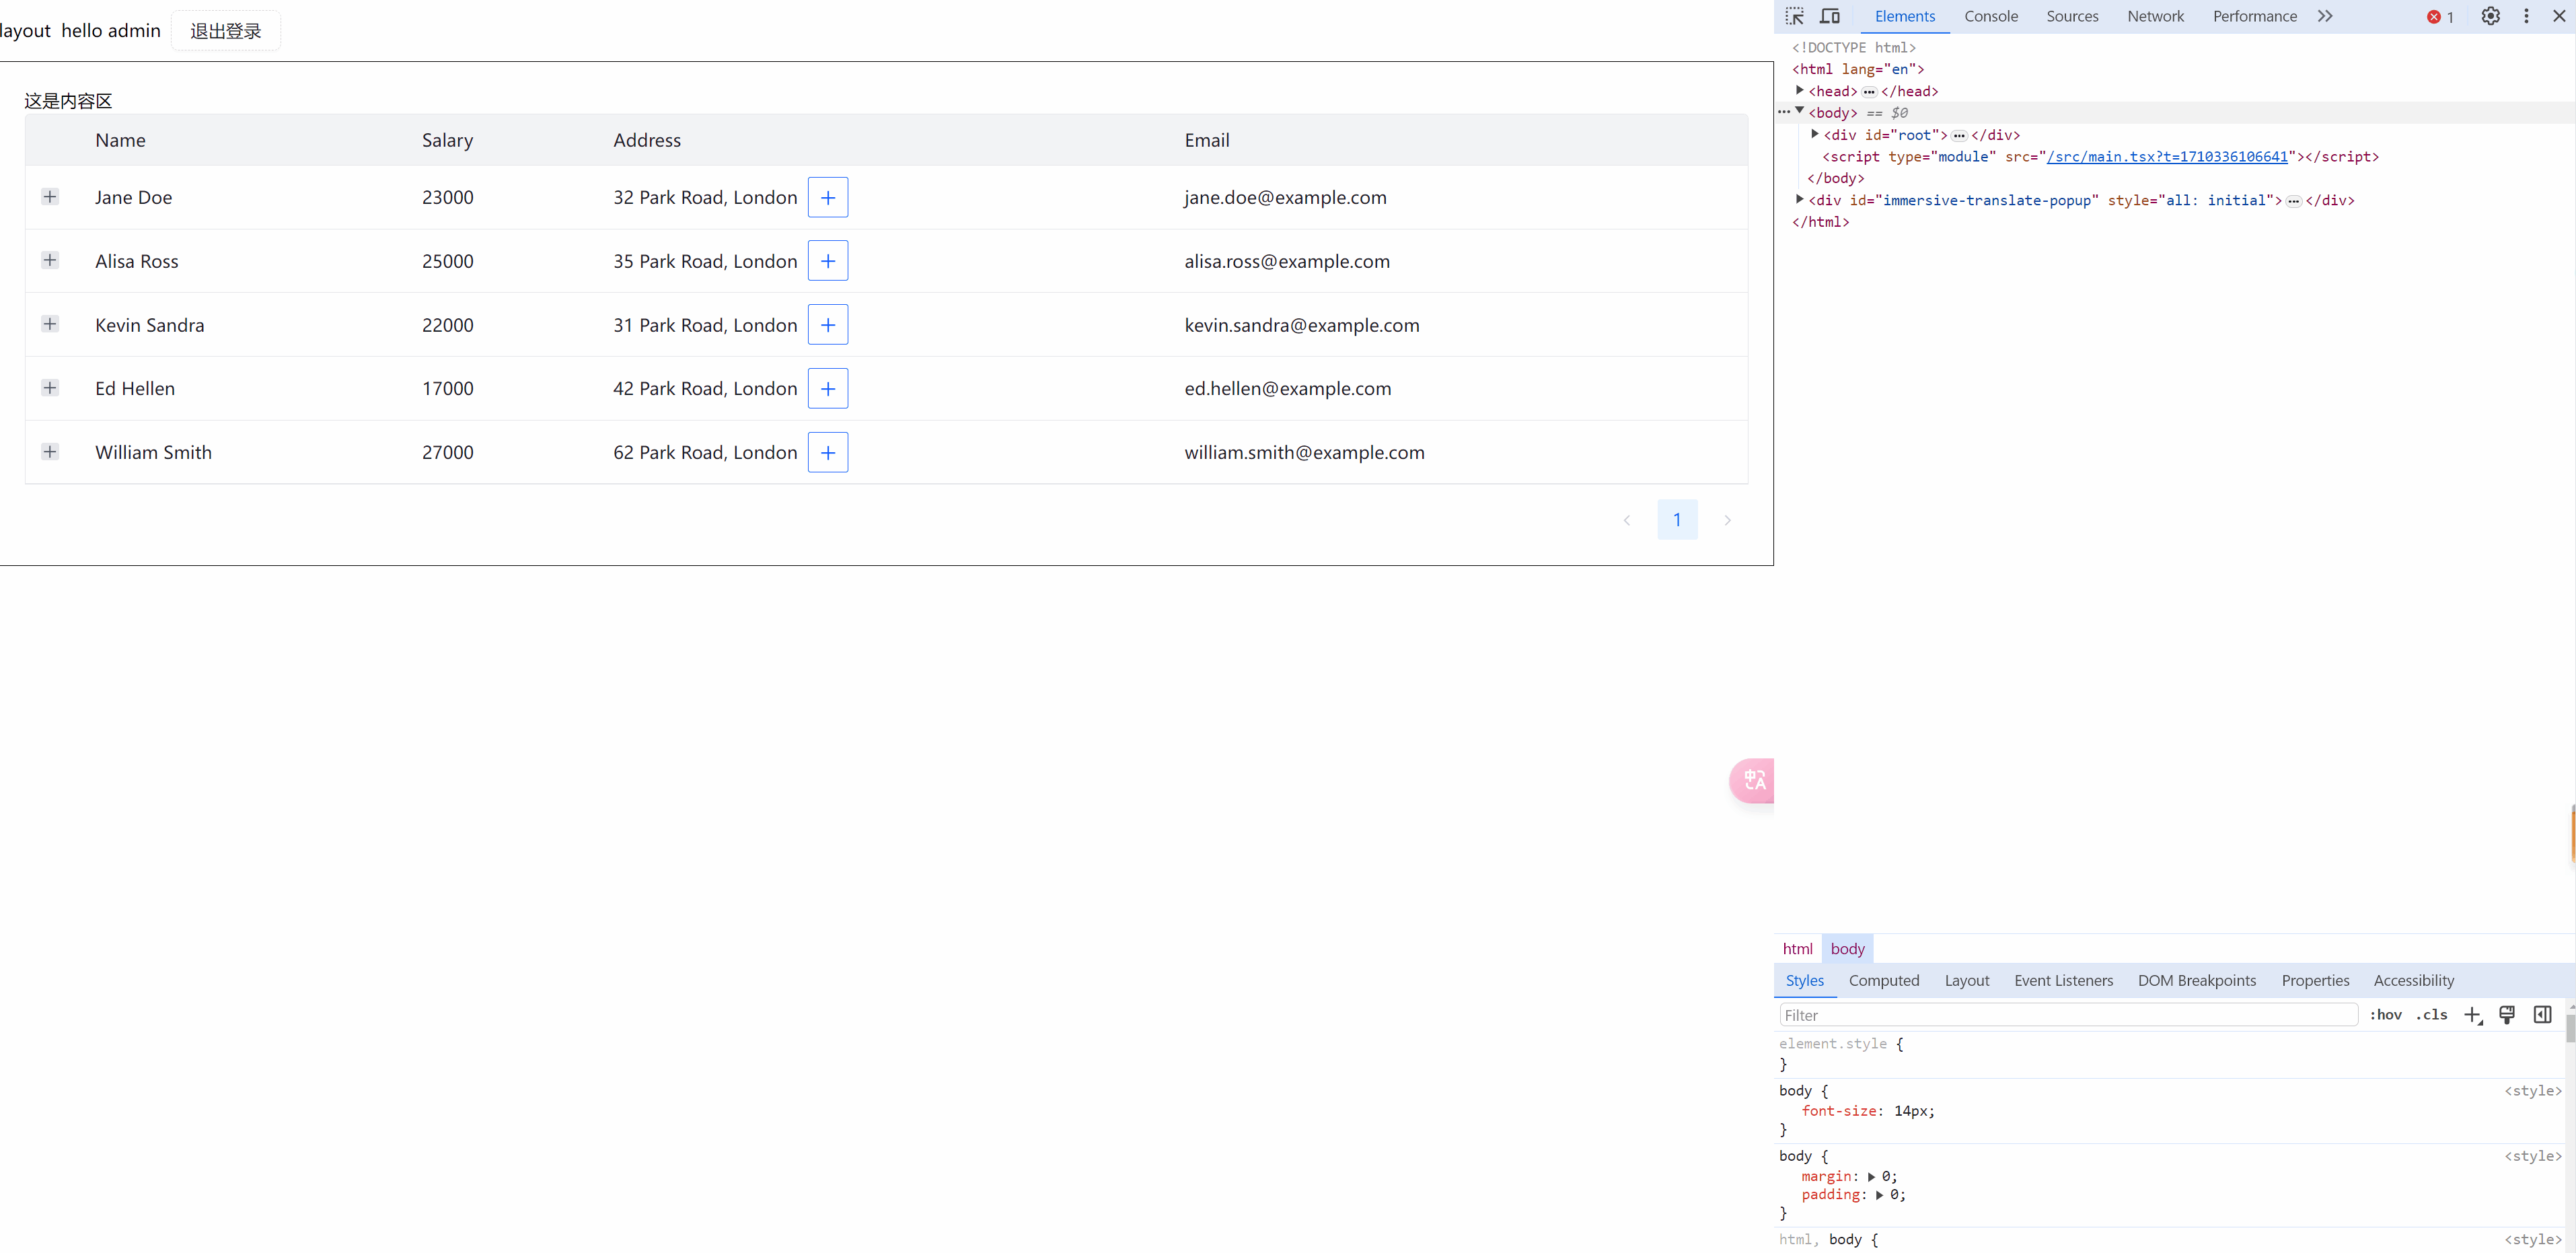 layout hello admin 退出登录
这是内容区
Name Salary Address Email
Jane Doe 23000 32 Park Road, London jane.doe@example.com
Alisa Ross 25000 35 Park Road, London alisa.ross@example.com
Kevin Sandra 22000 31 Park Road, London kevin.sandra@example.com
Ed Hellen 17000 42 Park Road, London ed.hellen@example.com
William Smith 27000 62 Park Road, London william.smith@example.com
1
中A
Elements Console Sources Network Performance 1
<!DOCTYPE html>
<html lang="en">
<head> ••• </head>
••• <body> == $0
<div id="root"> ••• </div>
<script type="module" src="/src/main.tsx?t=1710336106641"></script>
</body>
<div id="immersive-translate-popup" style="all: initial"> ••• </div>
</html>
html body
Styles Computed Layout Event Listeners DOM Breakpoints Properties Accessibility
Filter :hov .cls
element.style {
}
body { <style>
font-size: 14px;
}
body { <style>
margin: 0;
padding: 0;
}
html, body { <style>